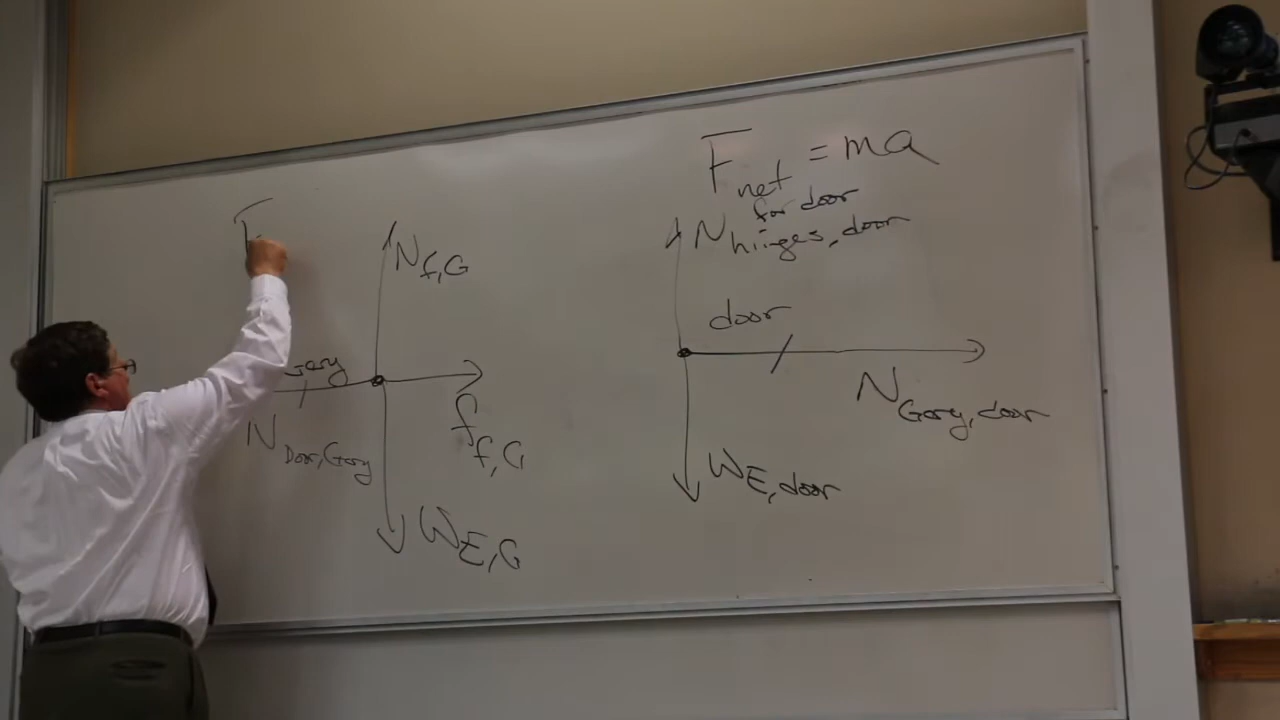 F
N f,G
Gary
N Door,Gary
f f,G
W E,G
F net = ma
for door
N hinges, door
door
N Gary, door
W E, door